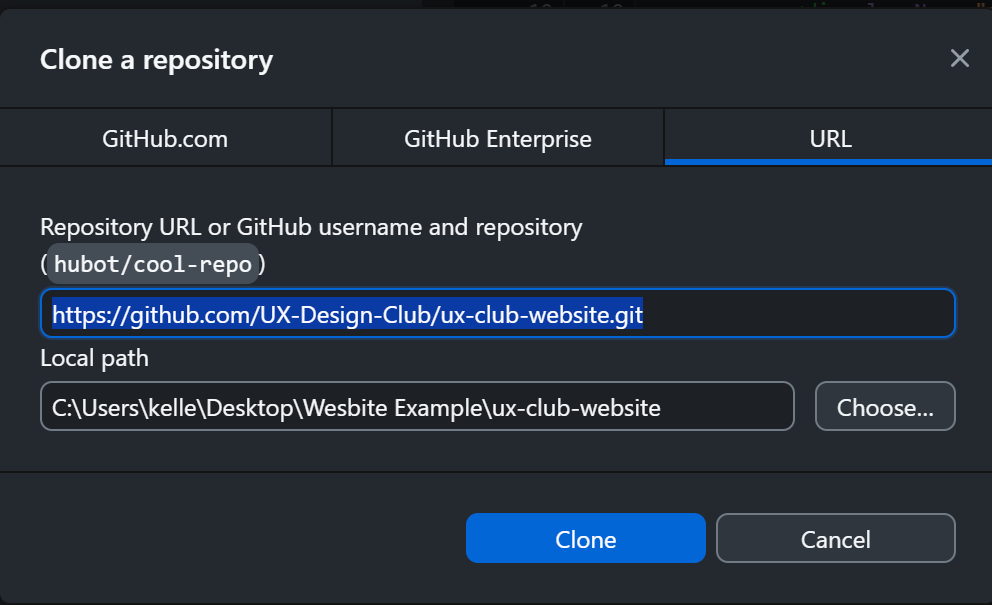 Clone a repository
GitHub.com
GitHub Enterprise
URL
Repository URL or GitHub username and repository
(hubot/cool-repo)
https://github.com/UX-Design-Club/ux-club-website.git
Local path
C:\Users\kelle\Desktop\Wesbite Example\ux-club-website
Choose...
Clone
Cancel